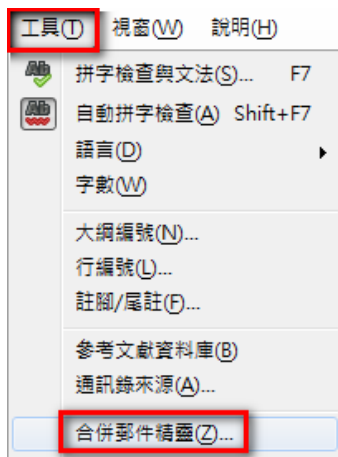 工具(T) 視窗(W) 說明(H)
拼字檢查與文法(S)... F7
自動拼字檢查(A) Shift+F7
語言(D)
字數(W)
大綱編號(N)...
行編號(L)...
註腳/尾註(F)...
參考文獻資料庫(B)
通訊錄來源(A)...
合併郵件精靈(Z)...